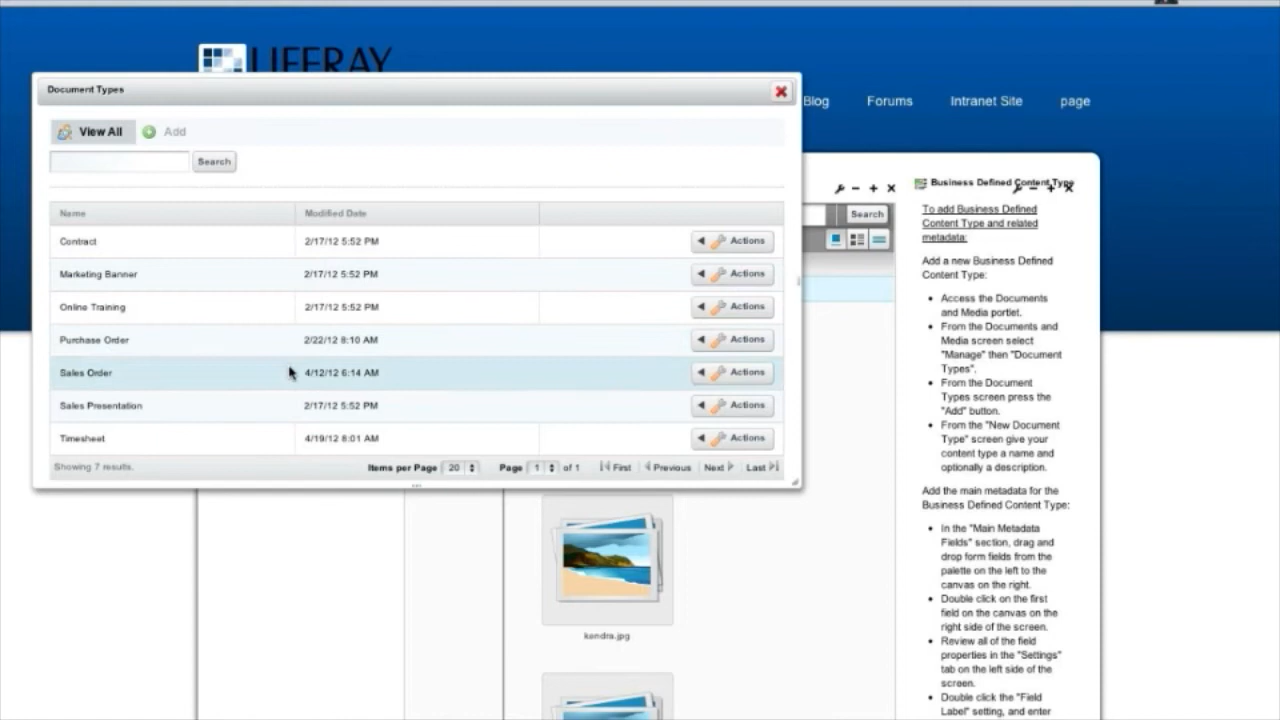 LIFERAY
Blog
Forums
Intranet Site
page
Document Types
View All
Add
Search
Name
Modified Date
Contract
2/17/12 5:52 PM
Actions
Marketing Banner
2/17/12 5:52 PM
Actions
Online Training
2/17/12 5:52 PM
Actions
Purchase Order
2/22/12 8:10 AM
Actions
Sales Order
4/12/12 6:14 AM
Actions
Sales Presentation
2/17/12 5:52 PM
Actions
Timesheet
4/19/12 8:01 AM
Actions
Showing 7 results.
Items per Page 20
Page 1 of 1
First
Previous
Next
Last
Search
kendra.jpg
Business Defined Content Type
To add Business Defined
Content Type and related
metadata:
Add a new Business Defined
Content Type:
• Access the Documents
and Media portlet.
• From the Documents and
Media screen select
"Manage" then "Document
Types".
• From the Document
Types screen press the
"Add" button.
• From the "New Document
Type" screen give your
content type a name and
optionally a description.
Add the main metadata for the
Business Defined Content Type:
• In the "Main Metadata
Fields" section, drag and
drop form fields from the
palette on the left to the
canvas on the right.
• Double click on the first
field on the canvas on the
right side of the screen.
• Review all of the field
properties in the "Settings"
tab on the left side of the
screen.
• Double click the "Field
Label" setting, and enter